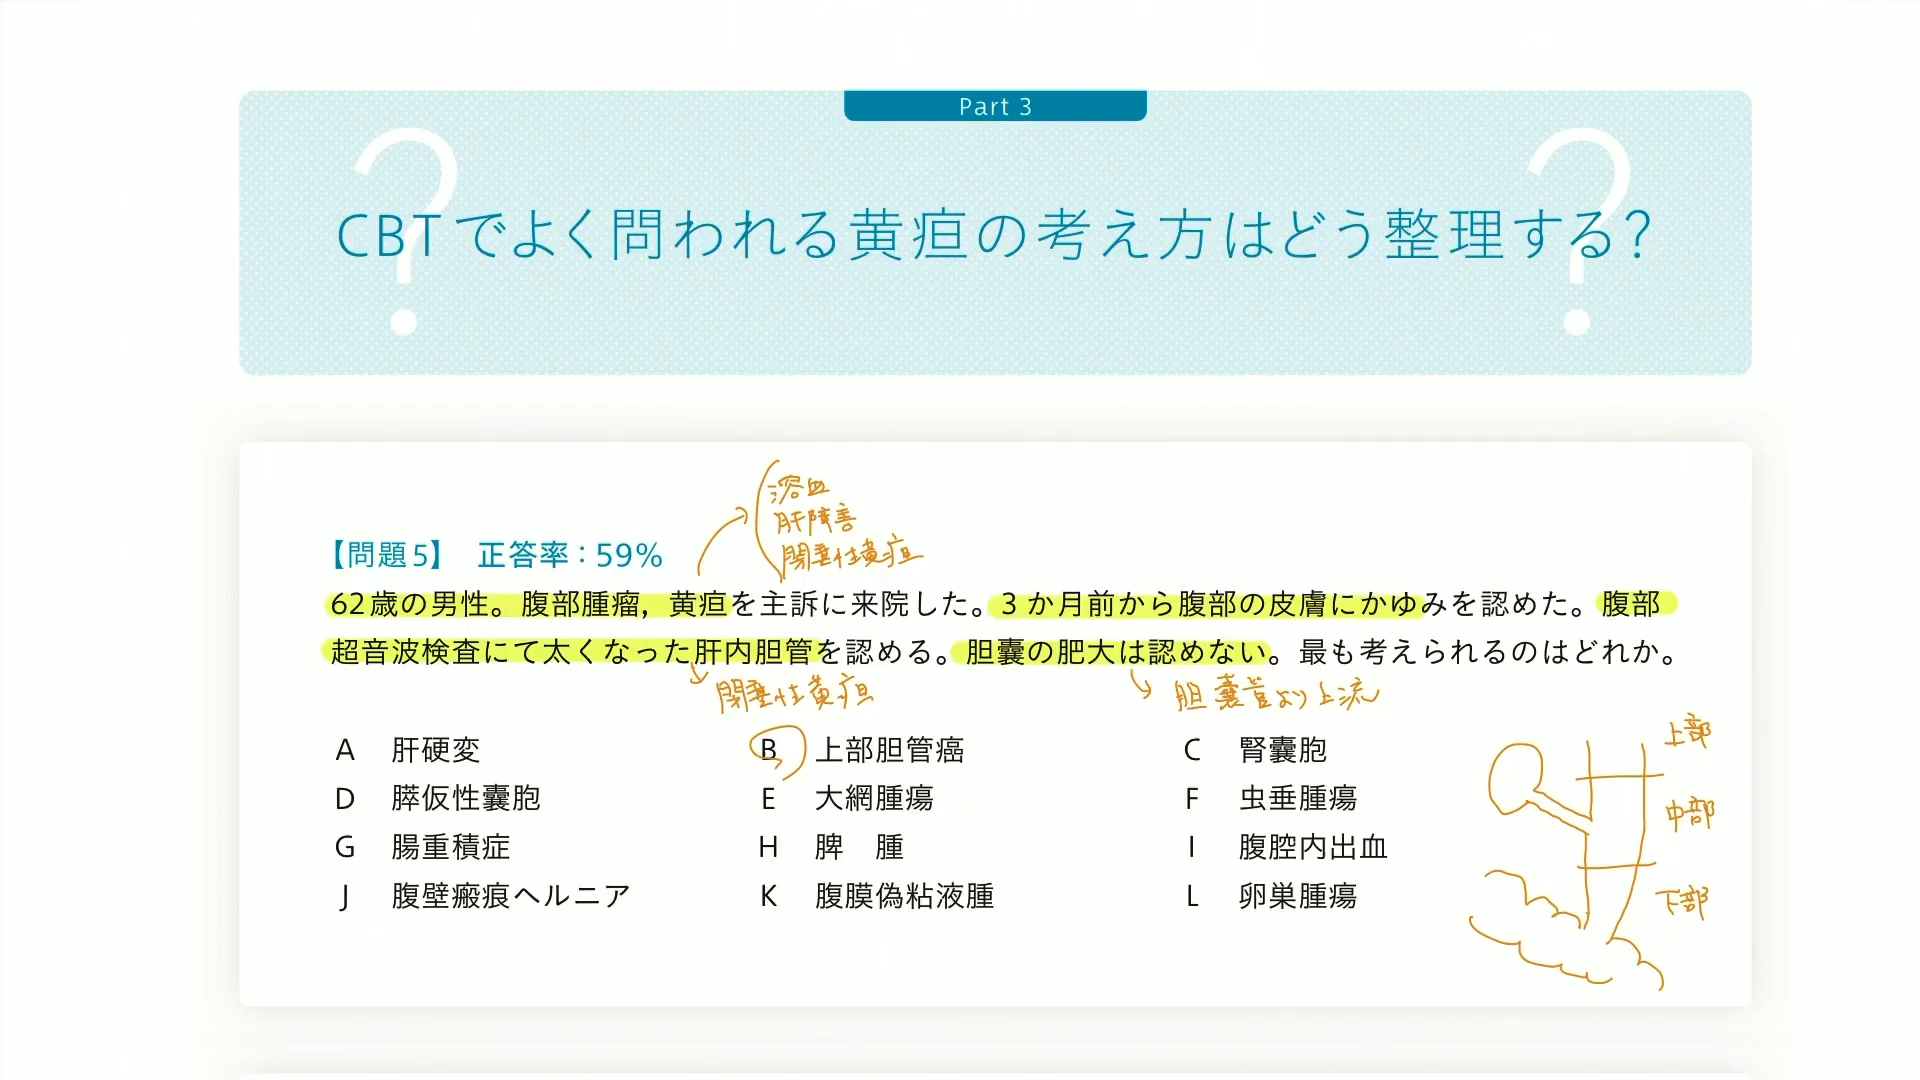 Part 3
CBTでよく問われる黄疸の考え方はどう整理する?
溶血
肝障害
閉塞性黄疸
【問題5】 正答率:59%
62歳の男性。腹部腫瘤,黄疸を主訴に来院した。3か月前から腹部の皮膚にかゆみを認めた。腹部
超音波検査にて太くなった肝内胆管を認める。胆嚢の肥大は認めない。最も考えられるのはどれか。
閉塞性黄疸
胆嚢管より上流
A 肝硬変 B 上部胆管癌 C 腎嚢胞
D 膵仮性嚢胞 E 大網腫瘍 F 虫垂腫瘍
G 腸重積症 H 脾 腫 I 腹腔内出血
J 腹壁瘢痕ヘルニア K 腹膜偽粘液腫 L 卵巣腫瘍
上部
中部
下部